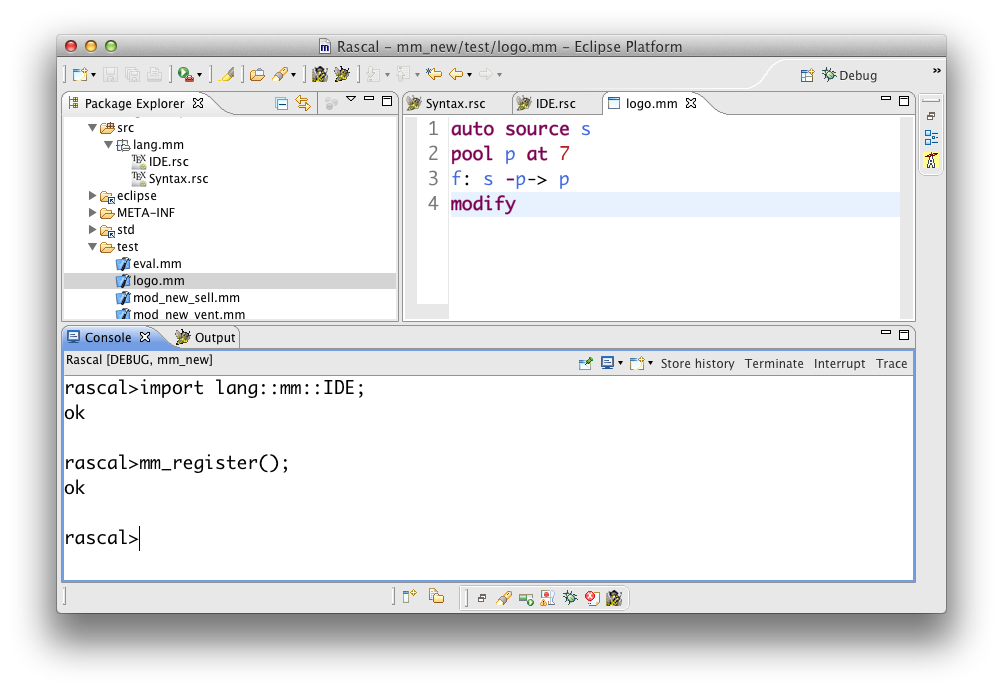 Rascal – mm_new/test/logo.mm – Eclipse Platform
Debug
»
Package Explorer
src
lang.mm
IDE.rsc
Syntax.rsc
eclipse
META-INF
std
test
eval.mm
logo.mm
mod_new_sell.mm
mod_new_vent.mm
Syntax.rsc IDE.rsc logo.mm
1 auto source s
2 pool p at 7
3 f: s -p-> p
4 modify
Console Output
Rascal [DEBUG, mm_new]
Store history Terminate Interrupt Trace
rascal>import lang::mm::IDE;
ok
rascal>mm_register();
ok
rascal>